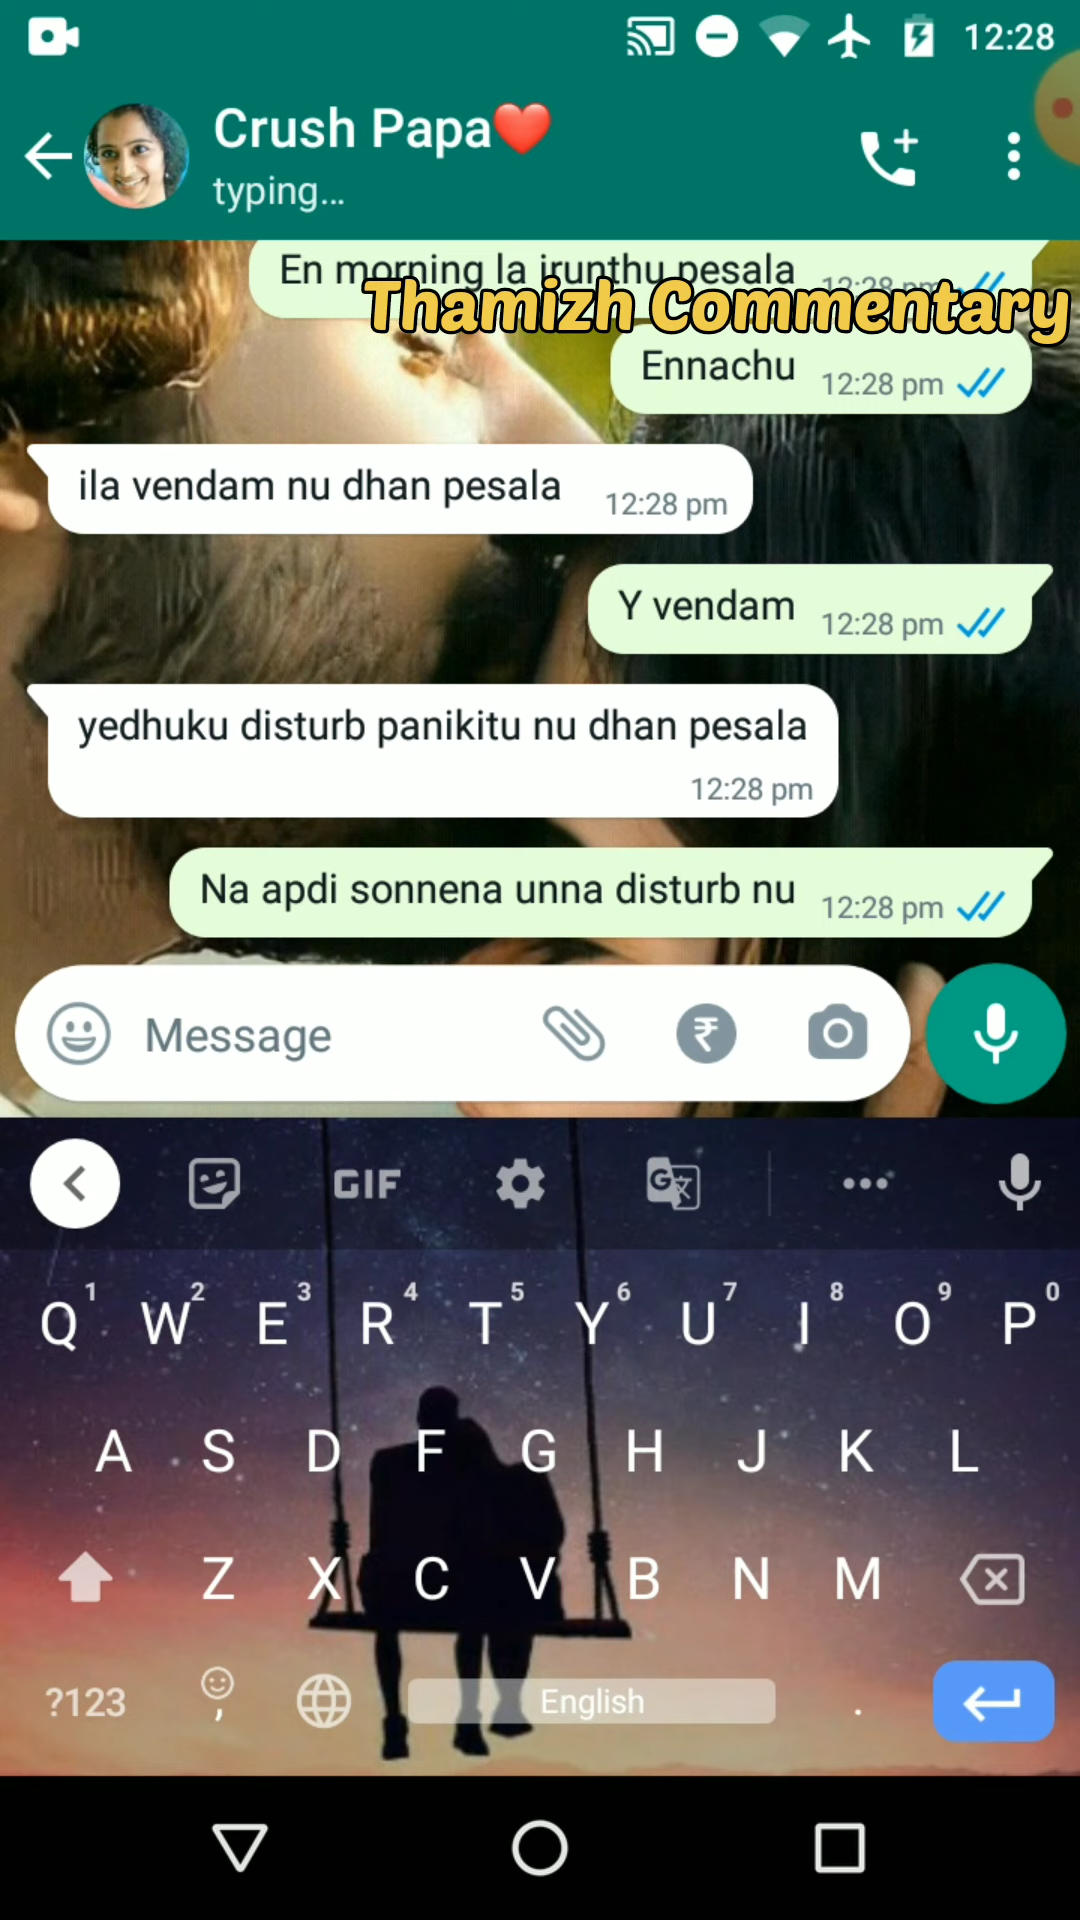 12:28
Crush Papa❤️
typing...
En morning la irunthu pesala 12:28 pm
Thamizh Commentary
Ennachu 12:28 pm
ila vendam nu dhan pesala 12:28 pm
Y vendam 12:28 pm
yedhuku disturb panikitu nu dhan pesala
12:28 pm
Na apdi sonnena unna disturb nu 12:28 pm
Message
GIF
1 2 3 4 5 6 7 8 9 0
Q W E R T Y U I O P
A S D F G H J K L
Z X C V B N M
?123 , English .